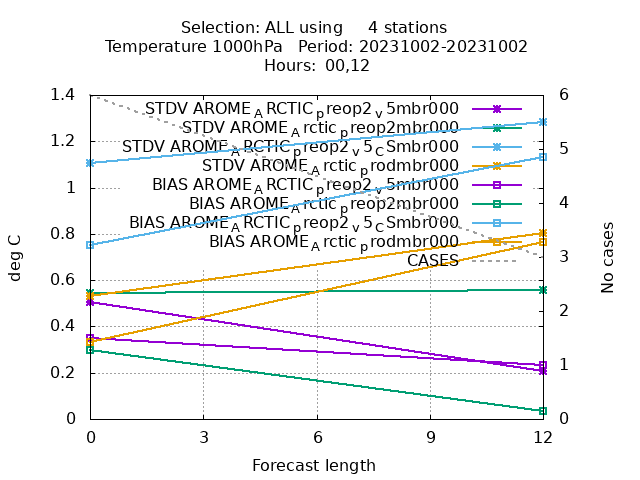 Selection: ALL using     4 stations
Temperature 1000hPa   Period: 20231002-20231002
Hours: 00,12
STDV AROME_ARCTIC_preop2_v5mbr000
STDV AROME_Arctic_preop2mbr000
STDV AROME_ARCTIC_preop2_v5_CSmbr000
STDV AROME_Arctic_prodmbr000
BIAS AROME_ARCTIC_preop2_v5mbr000
BIAS AROME_Arctic_preop2mbr000
BIAS AROME_ARCTIC_preop2_v5_CSmbr000
BIAS AROME_Arctic_prodmbr000
CASES
1.4
1.2
1
0.8
0.6
0.4
0.2
0
deg C
6
5
4
3
2
1
0
No cases
0 3 6 9 12
Forecast length